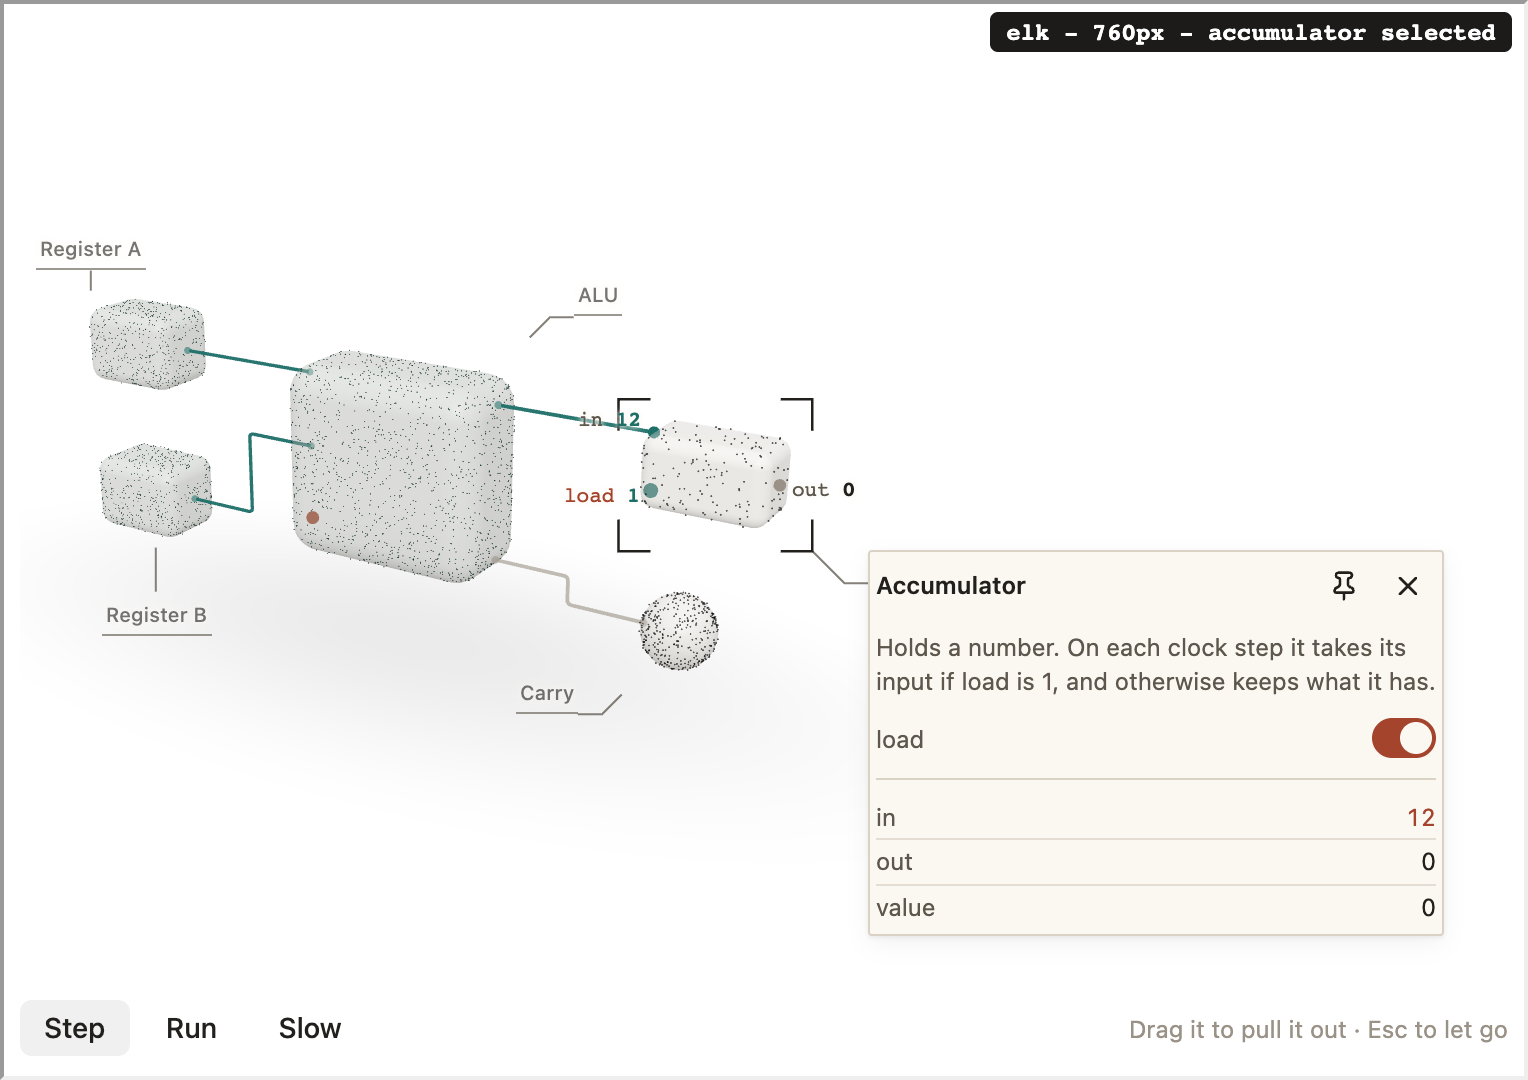 elk – 760px – accumulator selected
Register A
ALU
in 12
load 1
out 0
Register B
Carry
Accumulator
Holds a number. On each clock step it takes its
input if load is 1, and otherwise keeps what it has.
load
in 12
out 0
value 0
Step Run Slow
Drag it to pull it out · Esc to let go